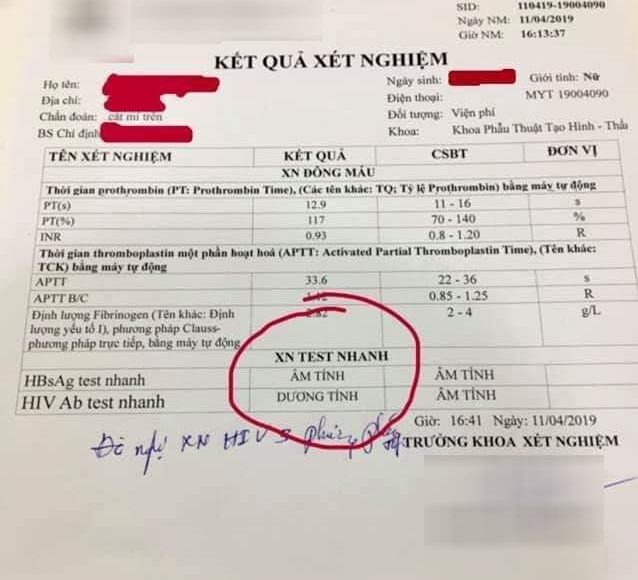 SID: 110419-19004090
Ngày NM: 11/04/2019
Giờ NM: 16:13:37
KẾT QUẢ XÉT NGHIỆM
Họ tên: Ngày sinh: Giới tính: Nữ
Địa chỉ: Điện thoại: MYT 19004090
Chẩn đoán: cắt mí trên Đối tượng: Viện phí
BS Chỉ định Khoa: Khoa Phẫu Thuật Tạo Hình - Thẩ
TÊN XÉT NGHIỆM KẾT QUẢ CSBT ĐƠN VỊ
XN ĐÔNG MÁU
Thời gian prothrombin (PT: Prothrombin Time), (Các tên khác: TQ; Tỷ lệ Prothrombin) bằng máy tự động
PT(s) 12.9 11 - 16 s
PT(%) 117 70 - 140 %
INR 0.93 0.8 - 1.20 R
Thời gian thromboplastin một phần hoạt hoá (APTT: Activated Partial Thromboplastin Time), (Tên khác:
TCK) bằng máy tự động
APTT 33.6 22 - 36 s
APTT B/C 0.85 - 1.25 R
Định lượng Fibrinogen (Tên khác: Định 2.82 2 - 4 g/L
lượng yếu tố I), phương pháp Clauss-
phương pháp trực tiếp, bằng máy tự động
XN TEST NHANH
HBsAg test nhanh ÂM TÍNH ÂM TÍNH
HIV Ab test nhanh DƯƠNG TÍNH ÂM TÍNH
Giờ: 16:41 Ngày: 11/04/2019
Đề nghị XN HIV 3 phương pháp
TRƯỞNG KHOA XÉT NGHIỆM